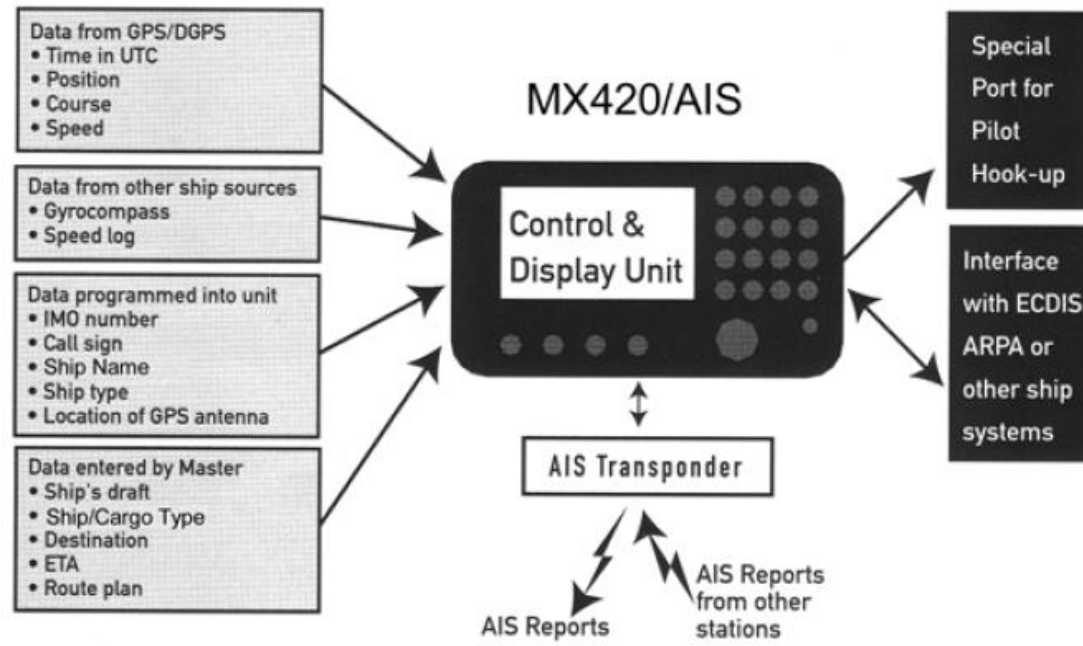 Data from GPS/DGPS
• Time in UTC
• Position
• Course
• Speed
Data from other ship sources
• Gyrocompass
• Speed log
Data programmed into unit
• IMO number
• Call sign
• Ship Name
• Ship type
• Location of GPS antenna
Data entered by Master
• Ship's draft
• Ship/Cargo Type
• Destination
• ETA
• Route plan
MX420/AIS
Control &
Display Unit
AIS Transponder
AIS Reports
AIS Reports
from other
stations
Special
Port for
Pilot
Hook-up
Interface
with ECDIS
ARPA or
other ship
systems